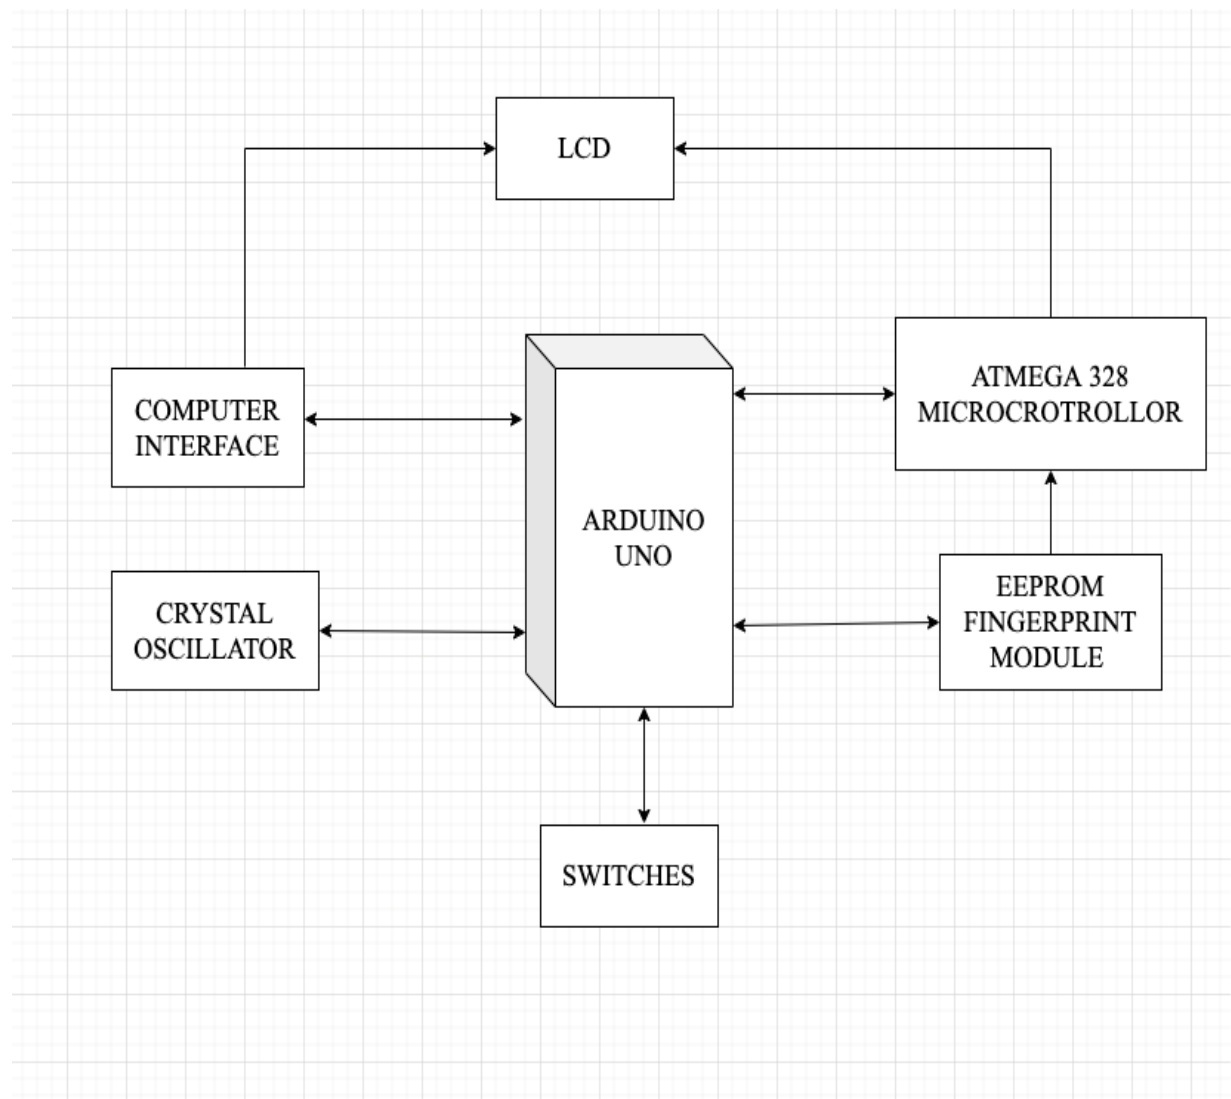 LCD
COMPUTER
INTERFACE
ATMEGA 328
MICROCROTROLLOR
ARDUINO
UNO
CRYSTAL
OSCILLATOR
EEPROM
FINGERPRINT
MODULE
SWITCHES